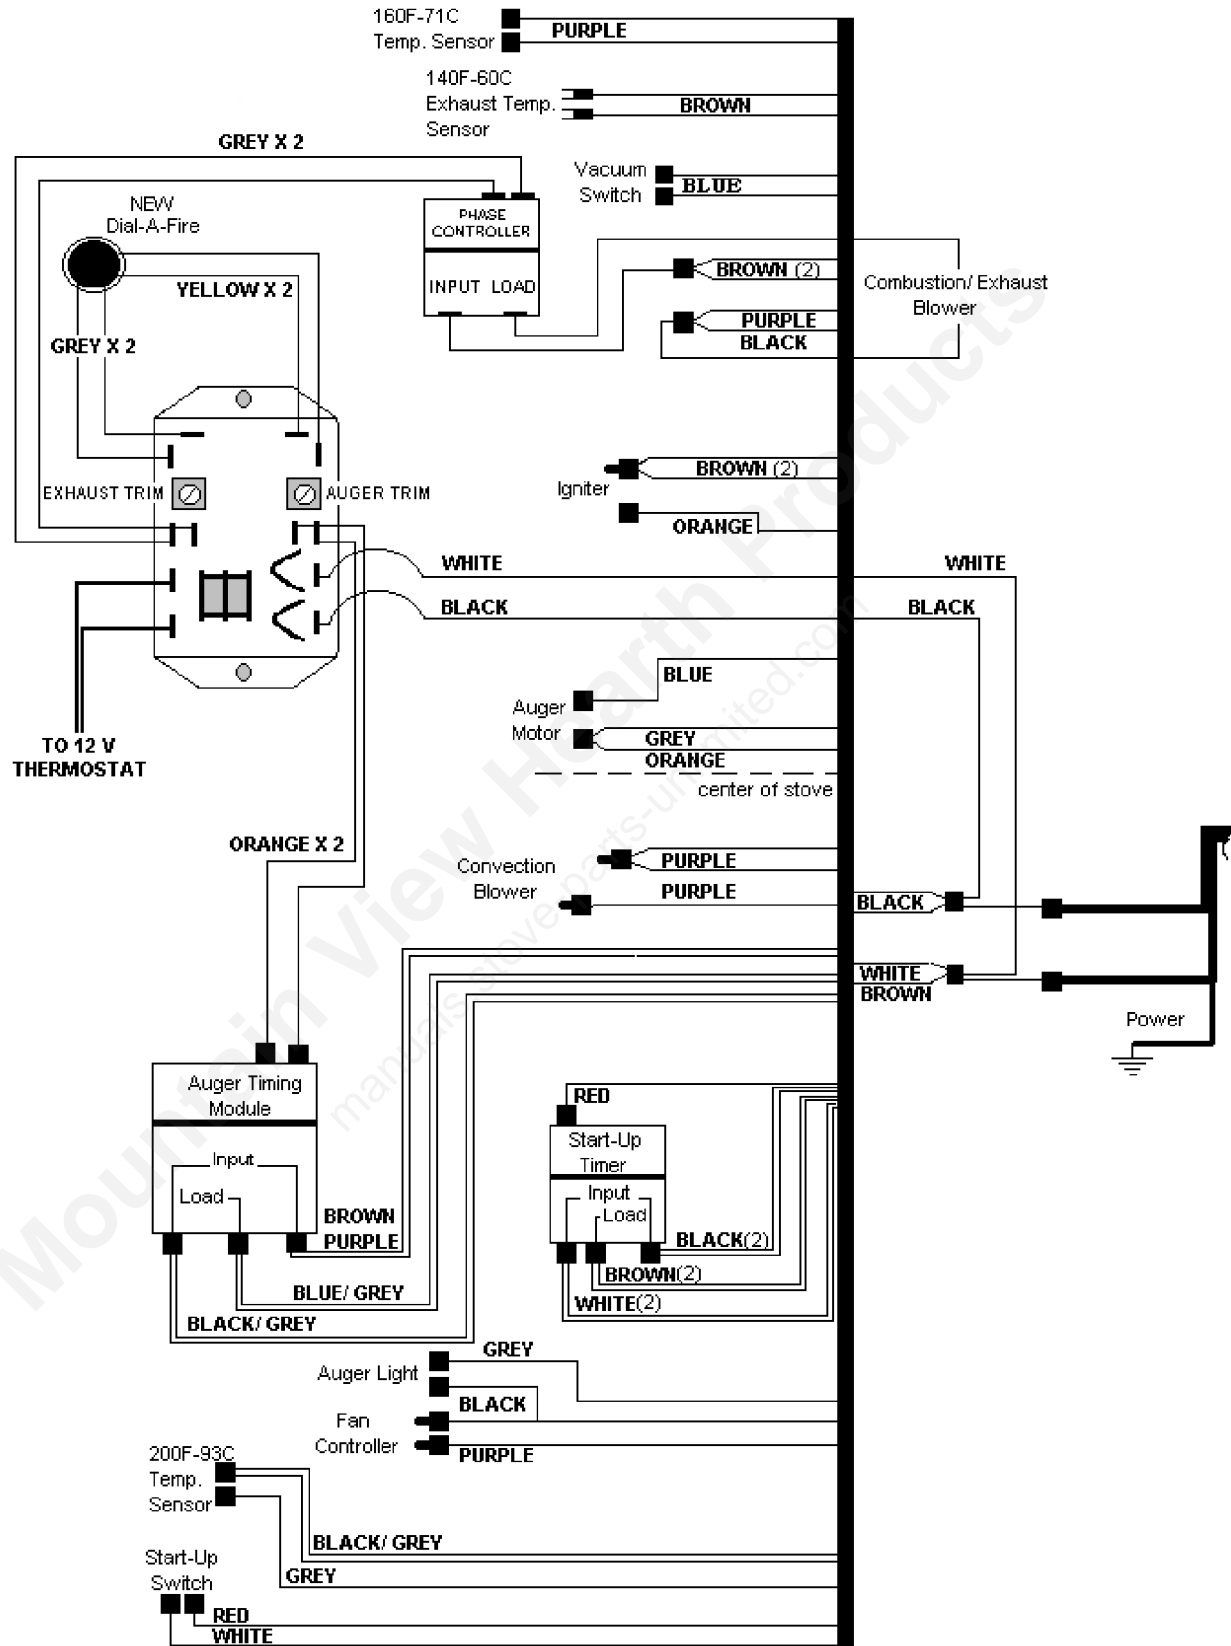 160F-71C
Temp. Sensor
PURPLE
140F-60C
Exhaust Temp.
Sensor
BROWN
GREY X 2
Vacuum
Switch
BLUE
NEW
Dial-A-Fire
PHASE
CONTROLLER
INPUT LOAD
YELLOW X 2
GREY X 2
BROWN (2)
PURPLE
BLACK
Combustion/ Exhaust
Blower
EXHAUST TRIM
AUGER TRIM
Igniter
BROWN (2)
ORANGE
WHITE
WHITE
BLACK
BLACK
BLUE
Auger
Motor
GREY
ORANGE
center of stove
TO 12 V
THERMOSTAT
ORANGE X 2
Convection
Blower
PURPLE
PURPLE
BLACK
WHITE
BROWN
Power
Auger Timing
Module
Input
Load
BROWN
PURPLE
BLUE/ GREY
BLACK/ GREY
RED
Start-Up
Timer
Input
Load
BLACK(2)
BROWN(2)
WHITE(2)
Auger Light
GREY
BLACK
Fan
Controller
PURPLE
200F-93C
Temp.
Sensor
BLACK/ GREY
GREY
Start-Up
Switch
RED
WHITE
Mountain View Hearth Products
manuals.stove-parts-unlimited.com